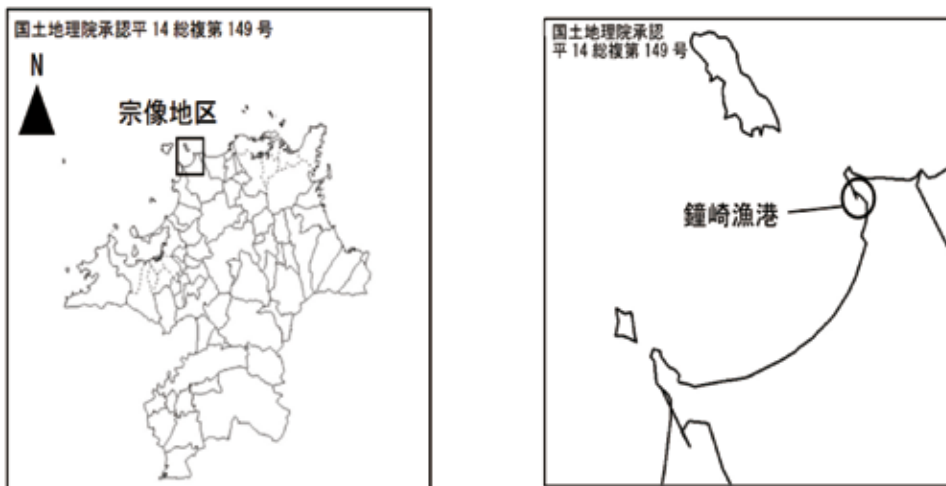 国土地理院承認平 14 総複第 149 号
N
宗像地区
国土地理院承認
平 14 総複第 149 号
鐘崎漁港